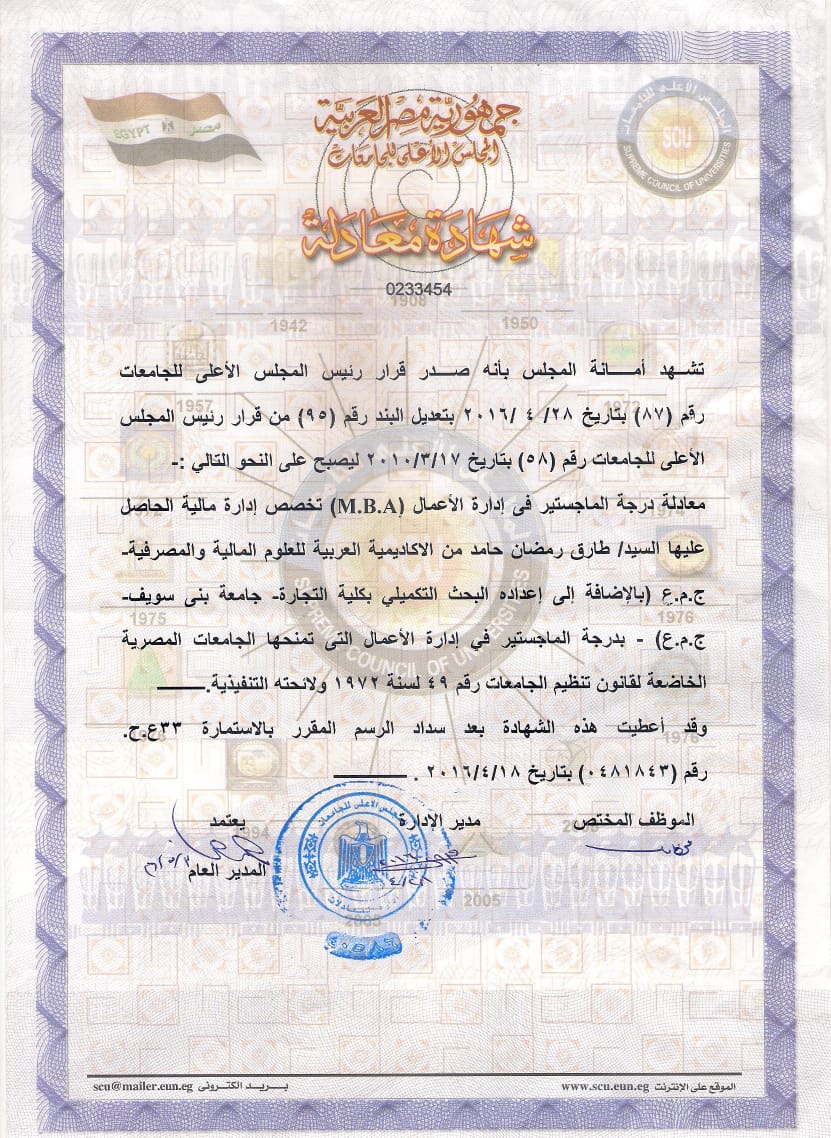 جمهورية مصر العربية
المجلس الأعلى للجامعات
EGYPT مصر
المجلس الأعلى للجامعات
SCU
SUPREME COUNCIL OF UNIVERSITIES
شهادة معادلة
0233454
1908
1942
1950
تشهد أمانة المجلس بأنه صدر قرار رئيس المجلس الأعلى للجامعات
1957
1972
رقم (٨٧) بتاريخ ٢٨/ ٤ /٢٠١٦ بتعديل البند رقم (٩٥) من قرار رئيس المجلس
الأعلى للجامعات رقم (٥٨) بتاريخ ٢٠١٠/٣/١٧ ليصبح على النحو التالي :-
معادلة درجة الماجستير فى إدارة الأعمال (M.B.A) تخصص إدارة مالية الحاصل
عليها السيد/ طارق رمضان حامد من الاكاديمية العربية للعلوم المالية والمصرفية-
ج.م.ع (بالإضافة إلى إعداده البحث التكميلي بكلية التجارة- جامعة بنى سويف-
1975
1976
SUPREME COUNCIL OF UNIVERSITIES
ج.م.ع) - بدرجة الماجستير في إدارة الأعمال التى تمنحها الجامعات المصرية
الخاضعة لقانون تنظيم الجامعات رقم ٤٩ لسنة ١٩٧٢ ولائحته التنفيذية.
وقد أعطيت هذه الشهادة بعد سداد الرسم المقرر بالاستمارة ٣٣ع.ح.
1976
رقم (٠٤٨١٨٤٣) بتاريخ ٢٠١٦/٤/١٨ .
الموظف المختص
مدير الإدارة
يعتمد
1994
المدير العام
المجلس الأعلى للجامعات
2005
2005
الموقع على الإنترنت www.scu.eun.eg
بريد الكترونى scu@mailer.eun.eg